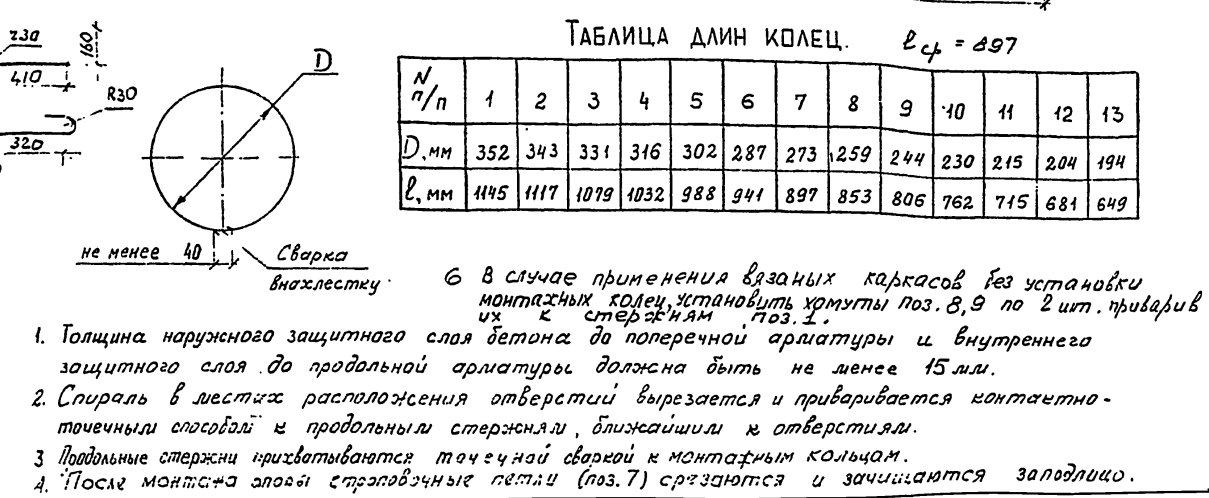 230
160
410
R30
320
D
не менее 40
Сварка
внахлестку
ТАБЛИЦА ДЛИН КОЛЕЦ. ℓср = 897
N п/п 1 2 3 4 5 6 7 8 9 10 11 12 13
D, мм 352 343 331 316 302 287 273 259 244 230 215 204 194
ℓ, мм 1145 1117 1079 1032 988 941 897 853 806 762 715 681 649
6 В случае применения вязаных каркасов без установки
монтажных колец, установить хомуты поз. 8,9 по 2 шт. приварив
их к стержням поз. 1.
1. Толщина наружного защитного слоя бетона до поперечной арматуры и внутреннего
защитного слоя до продольной арматуры должна быть не менее 15 мм.
2. Спираль в местах расположения отверстий вырезается и приваривается контактно-
точечным способом к продольным стержням, ближайшим к отверстиям.
3 Продольные стержни прихватываются точечной сваркой к монтажным кольцам.
4. После монтажа опоры строповочные петли (поз. 7) срезаются и зачищаются заподлицо.